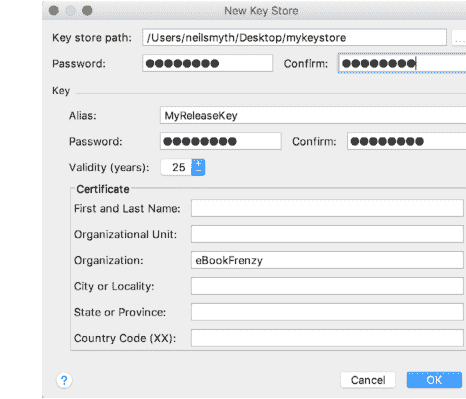 New Key Store
Key store path: /Users/neilsmyth/Desktop/mykeystore ...
Password: ●●●●●●●● Confirm: ●●●●●●●●
Key
Alias: MyReleaseKey
Password: ●●●●●●●● Confirm: ●●●●●●●●
Validity (years): 25
Certificate
First and Last Name:
Organizational Unit:
Organization: eBookFrenzy
City or Locality:
State or Province:
Country Code (XX):
? Cancel OK